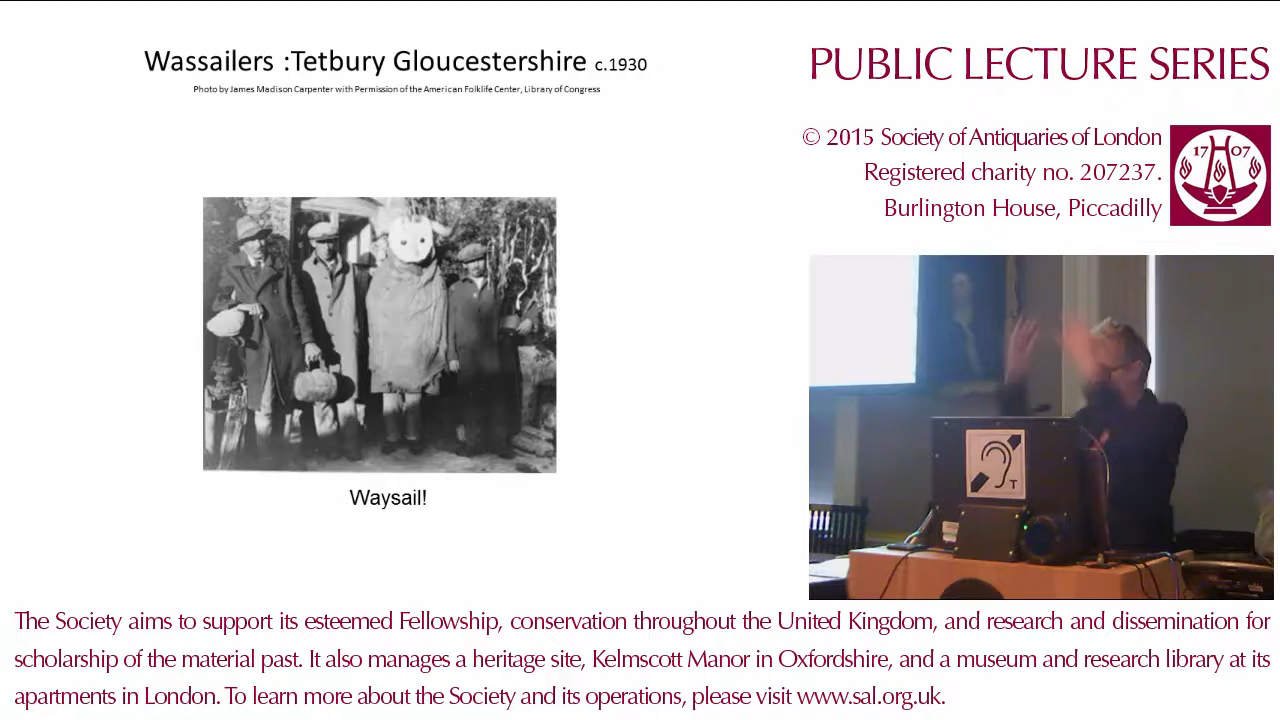 Wassailers :Tetbury Gloucestershire c.1930
Photo by James Madison Carpenter with Permission of the American Folklife Center, Library of Congress
Waysail!
PUBLIC LECTURE SERIES
© 2015 Society of Antiquaries of London
Registered charity no. 207237.
Burlington House, Piccadilly
17 07
T
The Society aims to support its esteemed Fellowship, conservation throughout the United Kingdom, and research and dissemination for
scholarship of the material past. It also manages a heritage site, Kelmscott Manor in Oxfordshire, and a museum and research library at its
apartments in London. To learn more about the Society and its operations, please visit www.sal.org.uk.